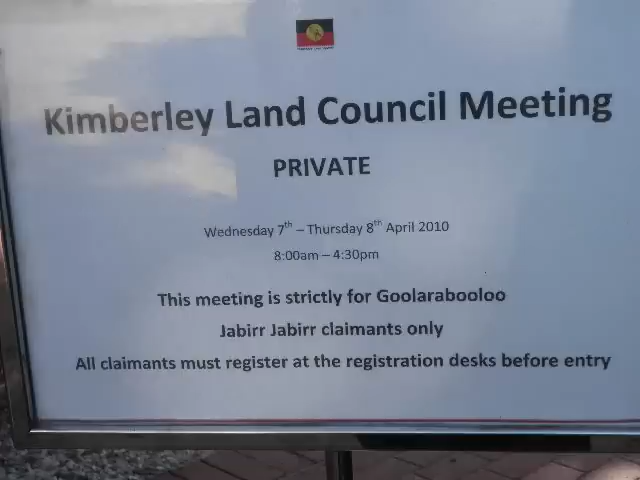 Kimberley Land Council Meeting
PRIVATE
Wednesday 7th – Thursday 8th April 2010
8:00am – 4:30pm
This meeting is strictly for Goolarabooloo
Jabirr Jabirr claimants only
All claimants must register at the registration desks before entry